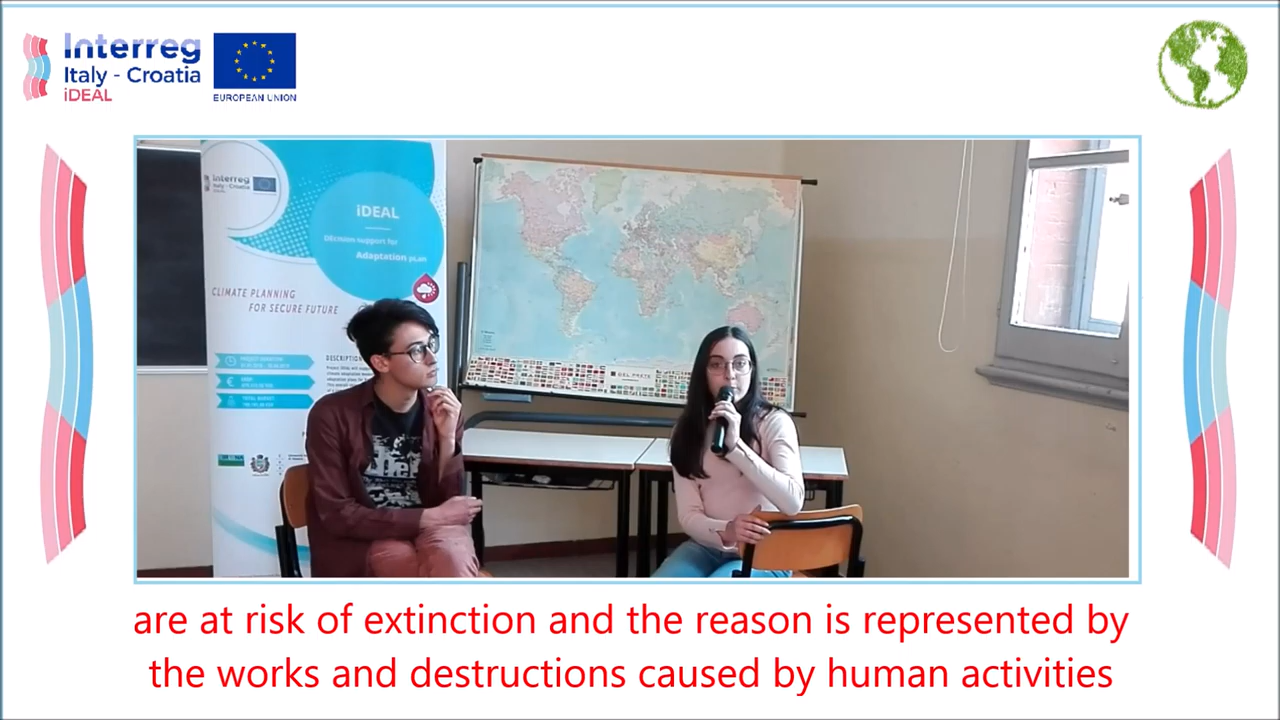 Interreg
Italy - Croatia
iDEAL
EUROPEAN UNION
Interreg
Italy - Croatia
iDEAL
iDEAL
DEcision support for
Adaptation pLan
CLIMATE PLANNING
FOR SECURE FUTURE
DESCRIPTION
are at risk of extinction and the reason is represented by
the works and destructions caused by human activities